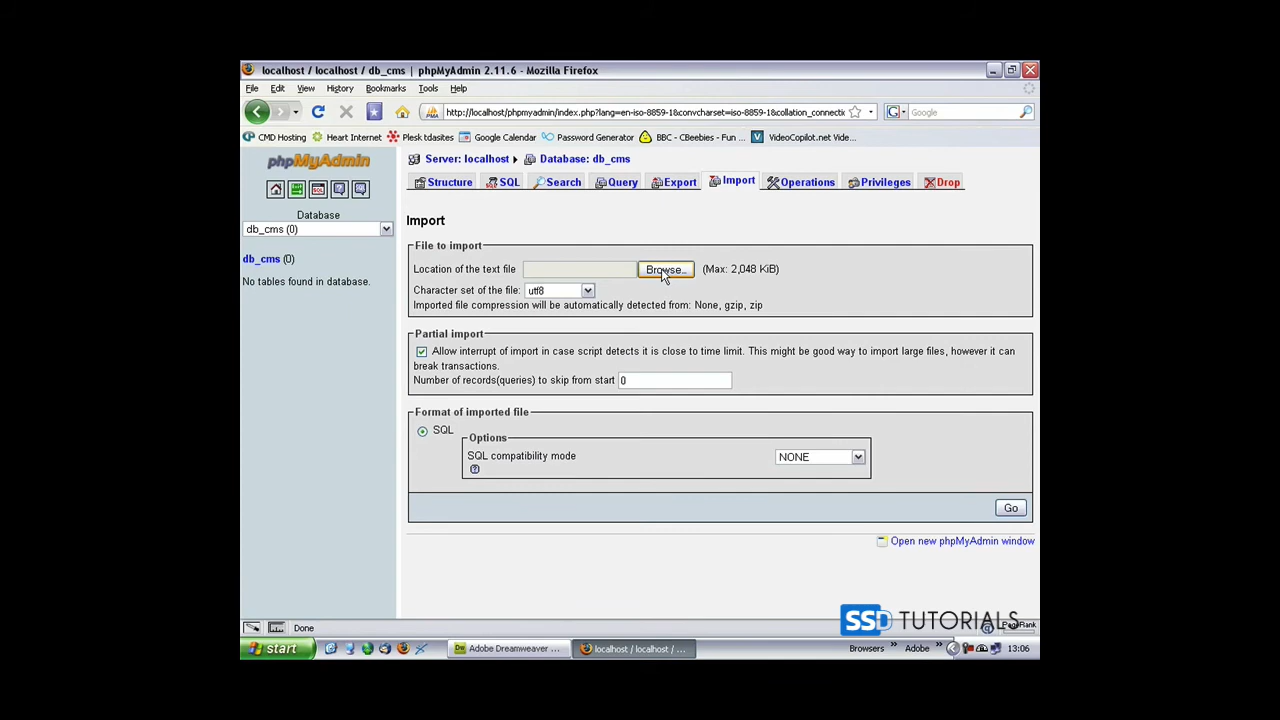 localhost / localhost / db_cms | phpMyAdmin 2.11.6 - Mozilla Firefox
File Edit View History Bookmarks Tools Help
http://localhost/phpmyadmin/index.php?lang=en-iso-8859-1&convcharset=iso-8859-1&collation_connecti
Google
CMD Hosting Heart Internet Plesk tdasites Google Calendar Password Generator BBC - CBeebies - Fun ... VideoCopilot.net Vide...
phpMyAdmin
Server: localhost Database: db_cms
Structure SQL Search Query Export Import Operations Privileges Drop
Database
db_cms (0)
db_cms (0)
No tables found in database.
Import
File to import
Location of the text file Browse... (Max: 2,048 KiB)
Character set of the file: utf8
Imported file compression will be automatically detected from: None, gzip, zip
Partial import
Allow interrupt of import in case script detects it is close to time limit. This might be good way to import large files, however it can
break transactions.
Number of records(queries) to skip from start 0
Format of imported file
SQL
Options
SQL compatibility mode NONE
Go
Open new phpMyAdmin window
SSD TUTORIALS
Done
PageRank
start Adobe Dreamweaver ... localhost / localhost / ... Browsers » Adobe » 13:06